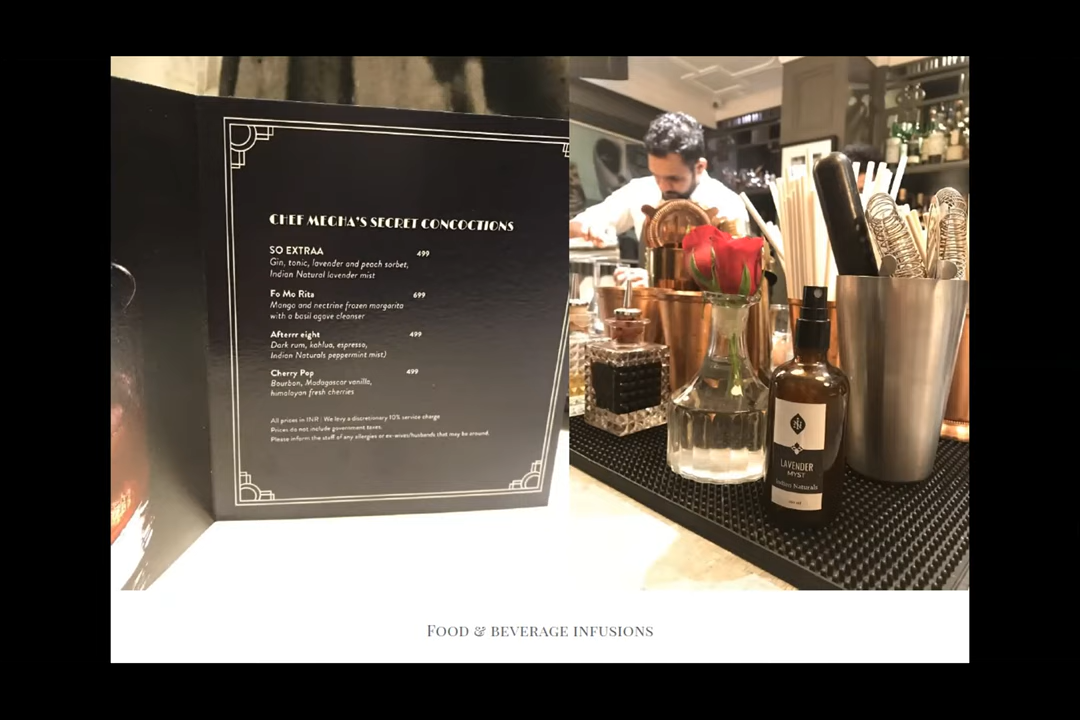 CHEF MEGHA'S SECRET CONCOCTIONS
SO EXTRAA 499
Gin, tonic, lavender and peach sorbet,
Indian Natural lavender mist
Fo Mo Rita 699
Mango and nectrine frozen margarita
with a basil agave cleanser
Afterrr eight 499
Dark rum, kahlua, espresso,
Indian Naturals peppermint mist)
Cherry Pop 499
Bourbon, Madagascar vanilla,
himalayan fresh cherries
All prices in INR | We levy a discretionary 10% service charge
Prices do not include government taxes.
Please inform the staff of any allergies or ex-wives/husbands that may be around.
LAVENDER
MYST
Indian Naturals
FOOD & BEVERAGE INFUSIONS